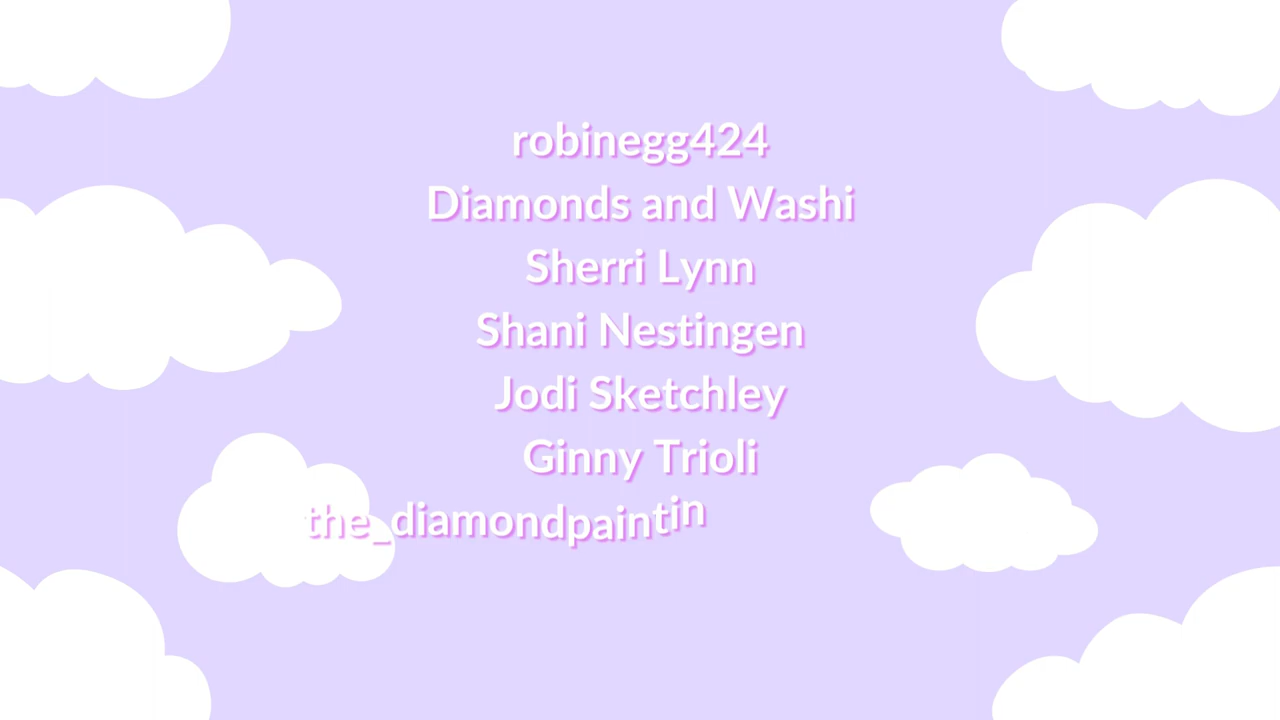 robinegg424
Diamonds and Washi
Sherri Lynn
Shani Nestingen
Jodi Sketchley
Ginny Trioli
the_diamondpaintin